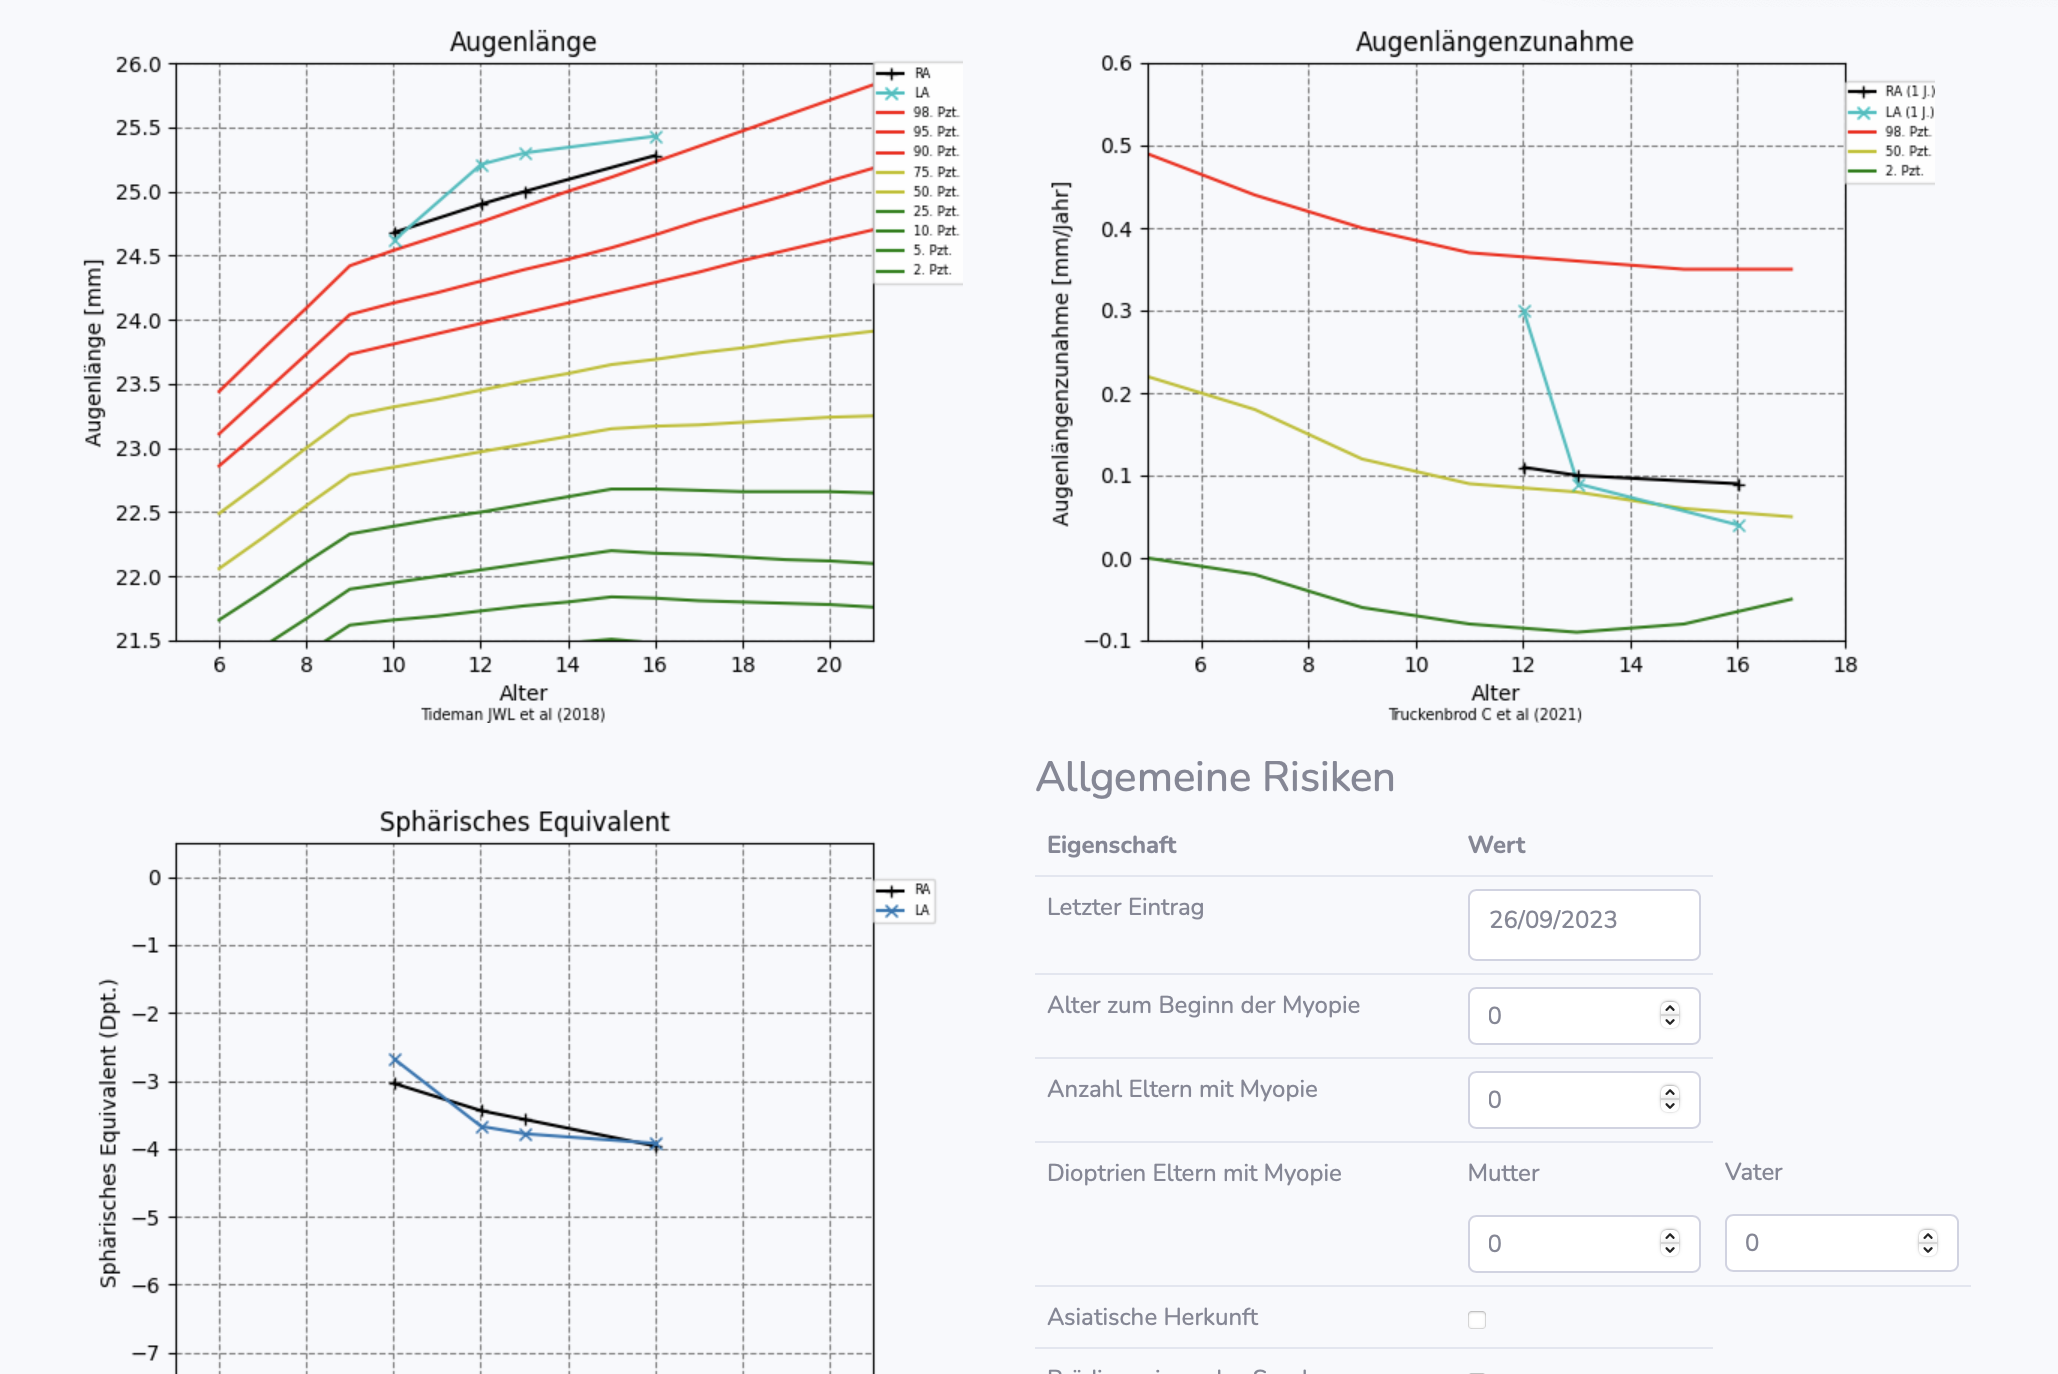 Augenlänge
26.0
25.5
25.0
24.5
24.0
23.5
23.0
22.5
22.0
21.5
Augenlänge [mm]
6 8 10 12 14 16 18 20
Alter
Tideman JWL et al (2018)
RA
LA
98. Pzt.
95. Pzt.
90. Pzt.
75. Pzt.
50. Pzt.
25. Pzt.
10. Pzt.
5. Pzt.
2. Pzt.
Augenlängenzunahme
0.6
0.5
0.4
0.3
0.2
0.1
0.0
−0.1
Augenlängenzunahme [mm/Jahr]
6 8 10 12 14 16 18
Alter
Truckenbrod C et al (2021)
RA (1 J.)
LA (1 J.)
98. Pzt.
50. Pzt.
2. Pzt.
Sphärisches Equivalent
0
−1
−2
−3
−4
−5
−6
−7
Sphärisches Equivalent (Dpt.)
RA
LA
Allgemeine Risiken
Eigenschaft Wert
Letzter Eintrag 26/09/2023
Alter zum Beginn der Myopie 0
Anzahl Eltern mit Myopie 0
Dioptrien Eltern mit Myopie Mutter Vater
0 0
Asiatische Herkunft